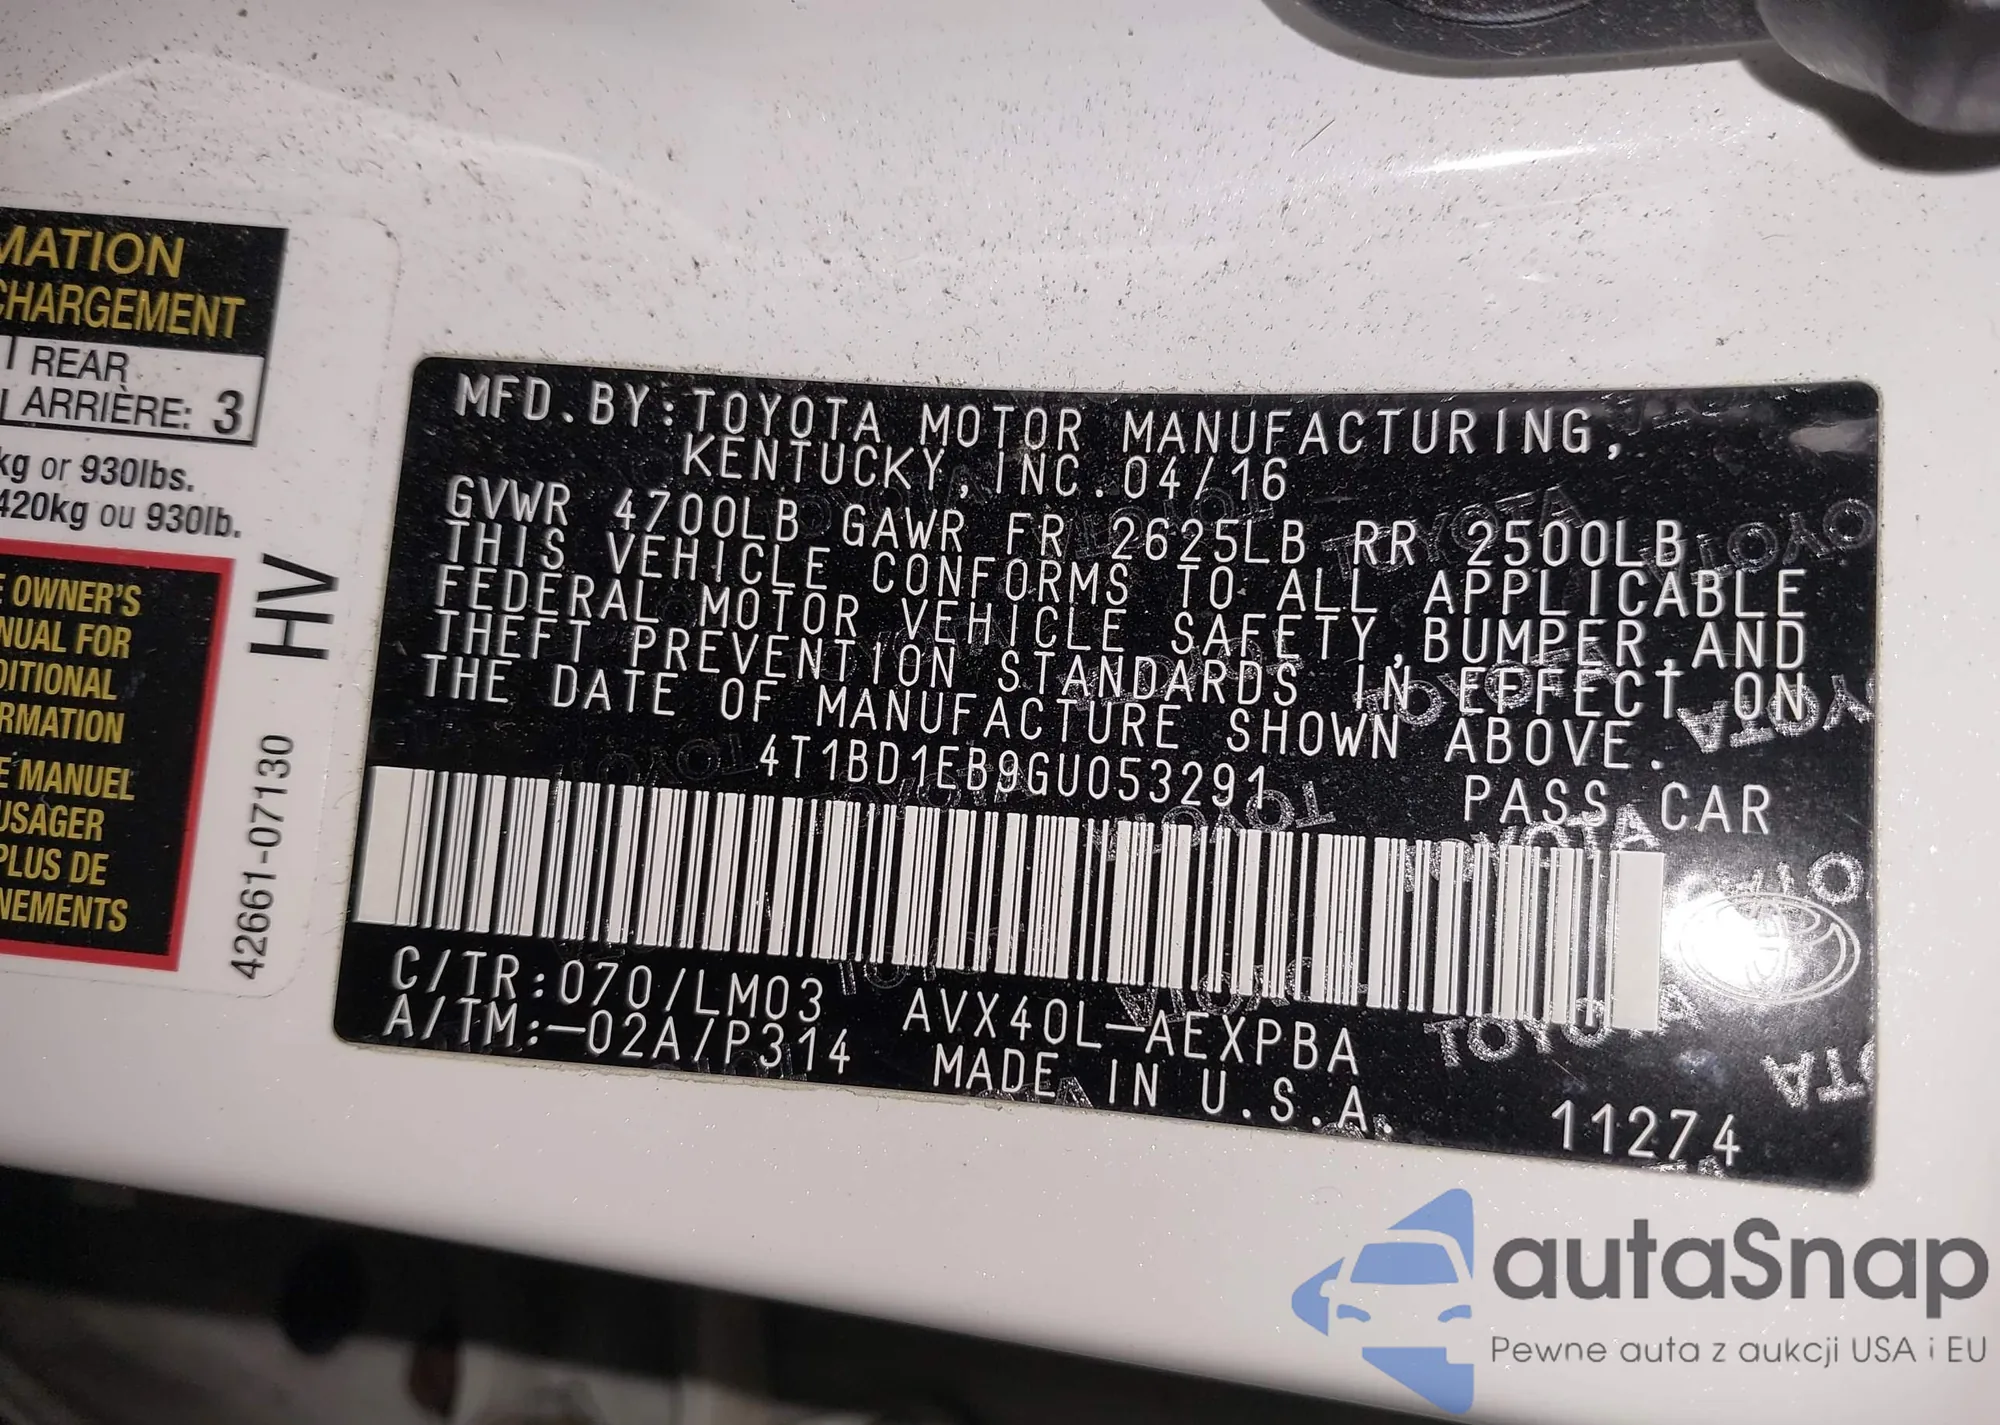 MATION
CHARGEMENT
REAR
ARRIÈRE: 3
kg or 930lbs.
420kg ou 930lb.
OWNER'S
NUAL FOR
DITIONAL
RMATION
MANUEL
USAGER
PLUS DE
NEMENTS
HV
42661-07130
MFD.BY:TOYOTA MOTOR MANUFACTURING,
KENTUCKY,INC.04/16
GVWR 4700LB GAWR FR 2625LB RR 2500LB
THIS VEHICLE CONFORMS TO ALL APPLICABLE
FEDERAL MOTOR VEHICLE SAFETY,BUMPER,AND
THEFT PREVENTION STANDARDS IN EFFECT ON
THE DATE OF MANUFACTURE SHOWN ABOVE.
4T1BD1EB9GU053291 PASS CAR
C/TR:070/LM03 AVX40L-AEXPBA
A/TM:-02A/P314 MADE IN U.S.A.
11274
autaSnap
Pewne auta z aukcji USA i EU